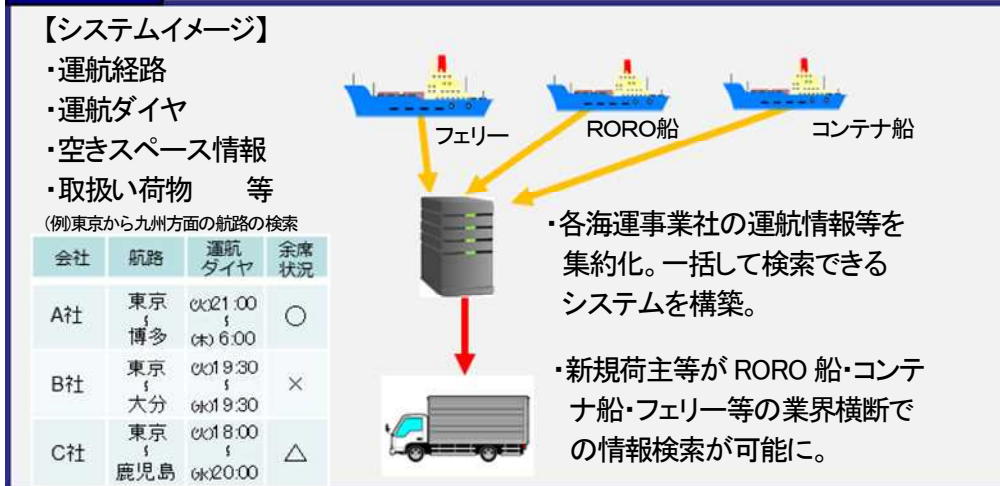 【システムイメージ】
・運航経路
・運航ダイヤ
・空きスペース情報
・取扱い荷物　　等
(例)東京から九州方面の航路の検索
会社 航路 運航ダイヤ 余席状況
A社 東京 ～ 博多 (火)21:00 ～ (木) 6:00 ○
B社 東京 ～ 大分 (火)19:30 ～ (水)19:30 ×
C社 東京 ～ 鹿児島 (火)18:00 ～ (水)20:00 △
フェリー
RORO船
コンテナ船
・各海運事業社の運航情報等を
集約化。一括して検索できる
システムを構築。
・新規荷主等が RORO 船・コンテ
ナ船・フェリー等の業界横断で
の情報検索が可能に。